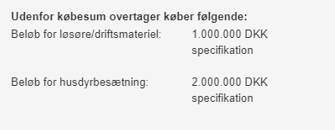 Udenfor købesum overtager køber følgende:
Beløb for løsøre/driftsmateriel: 1.000.000 DKK
specifikation
Beløb for husdyrbesætning: 2.000.000 DKK
specifikation